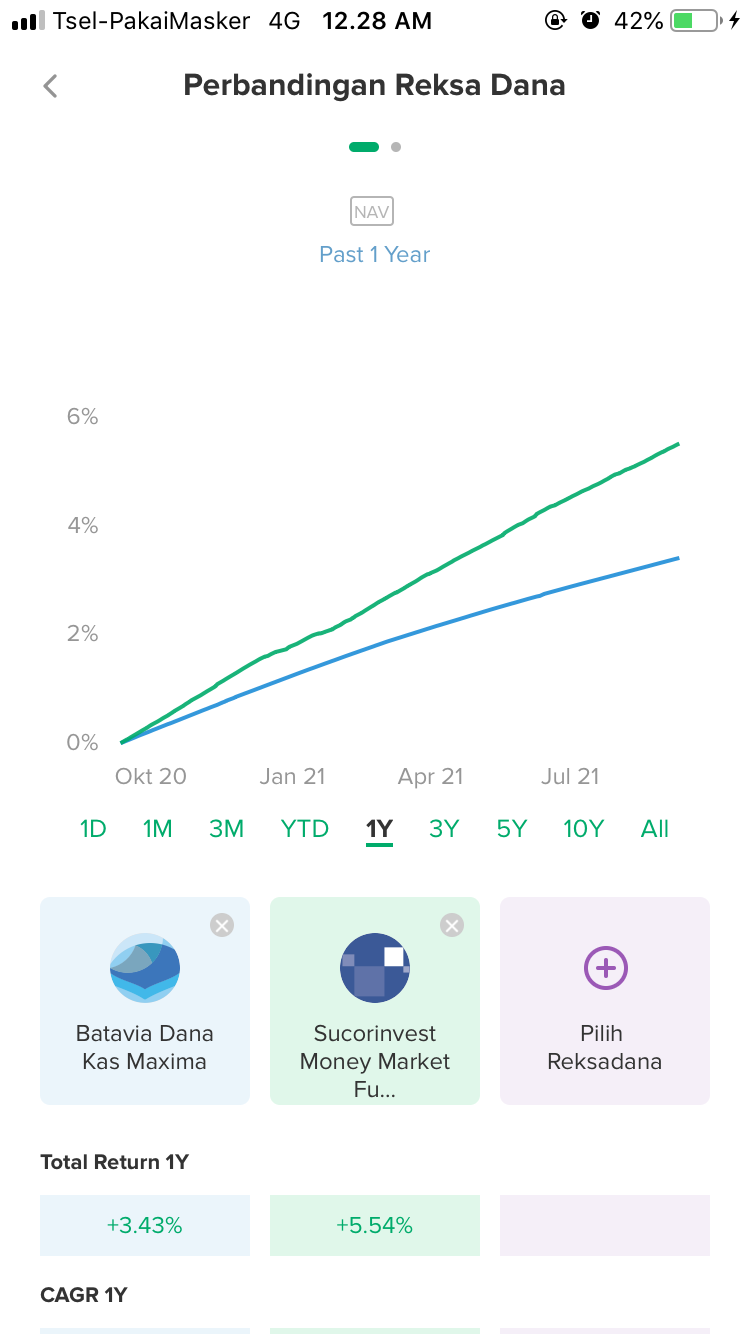 Tsel-PakaiMasker 4G 12.28 AM 42%
Perbandingan Reksa Dana
NAV
Past 1 Year
6%
4%
2%
0%
Okt 20 Jan 21 Apr 21 Jul 21
1D 1M 3M YTD 1Y 3Y 5Y 10Y All
Batavia Dana
Kas Maxima
Sucorinvest
Money Market
Fu...
Pilih
Reksadana
Total Return 1Y
+3.43% +5.54%
CAGR 1Y